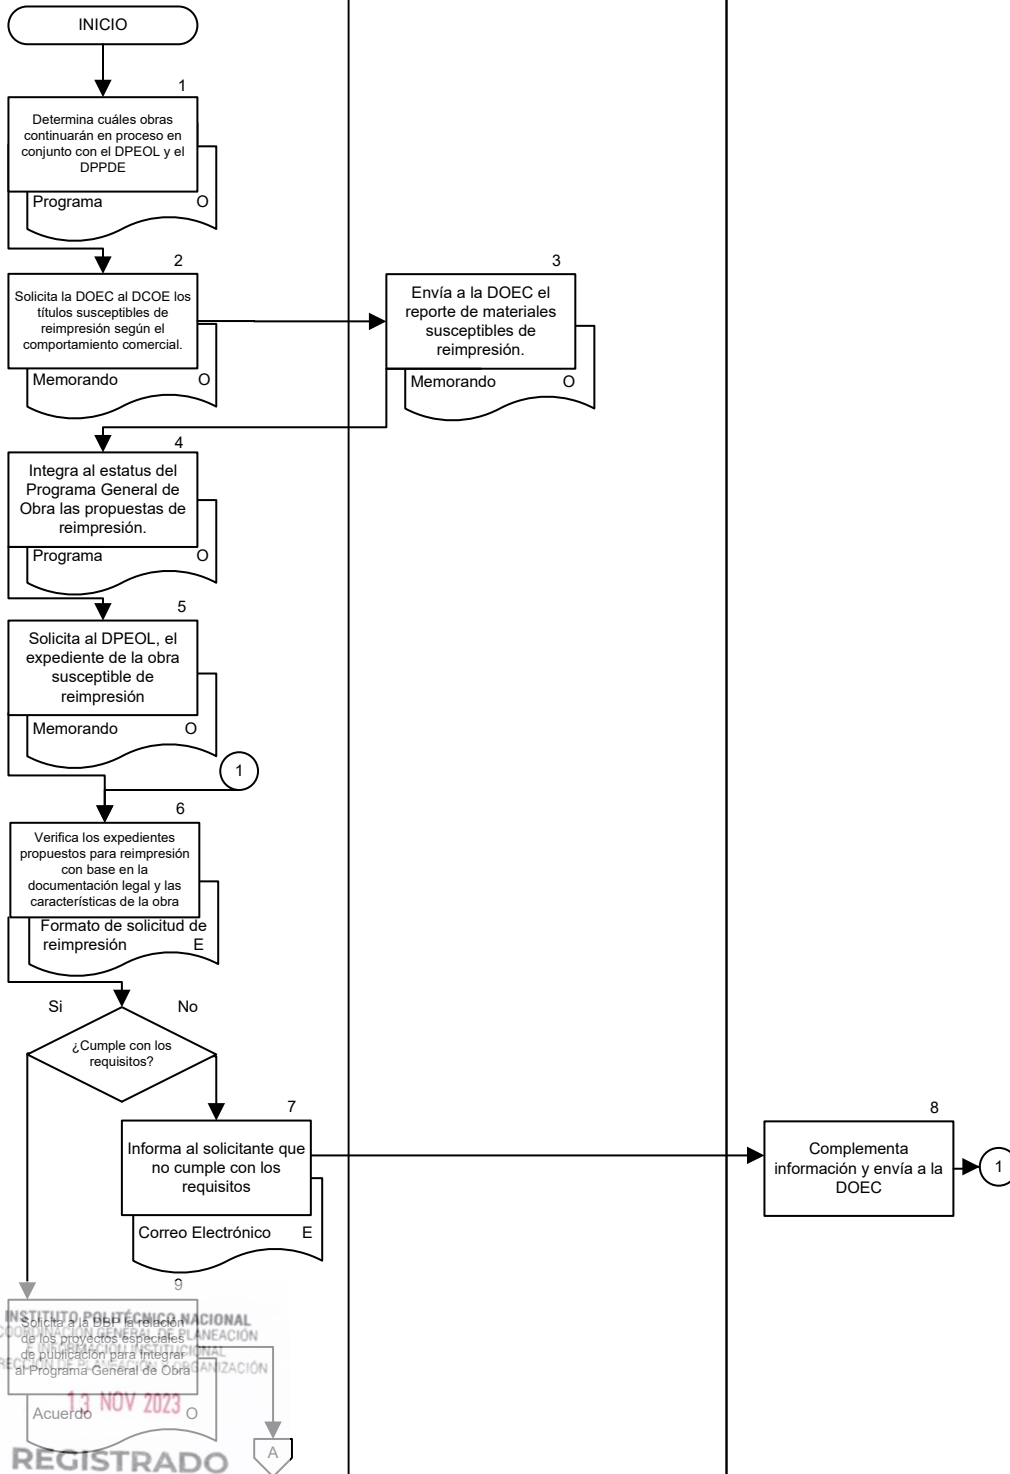 INICIO
1
Determina cuáles obras
continuarán en proceso en
conjunto con el DPEOL y el
DPPDE
Programa O
2
Solicita la DOEC al DCOE los
títulos susceptibles de
reimpresión según el
comportamiento comercial.
Memorando O
3
Envía a la DOEC el
reporte de materiales
susceptibles de
reimpresión.
Memorando O
4
Integra al estatus del
Programa General de
Obra las propuestas de
reimpresión.
Programa O
5
Solicita al DPEOL, el
expediente de la obra
susceptible de
reimpresión
Memorando O
1
6
Verifica los expedientes
propuestos para reimpresión
con base en la
documentación legal y las
características de la obra
Formato de solicitud de
reimpresión E
Si No
¿Cumple con los
requisitos?
7
Informa al solicitante que
no cumple con los
requisitos
Correo Electrónico E
8
Complementa
información y envía a la
DOEC
1
9
Solicita a la DBP la relación
de los proyectos especiales
de publicación para integrar
al Programa General de Obra
Acuerdo O
A
INSTITUTO POLITÉCNICO NACIONAL
COORDINACIÓN GENERAL DE PLANEACIÓN
E INFORMACIÓN INSTITUCIONAL
13 NOV 2023
REGISTRADO